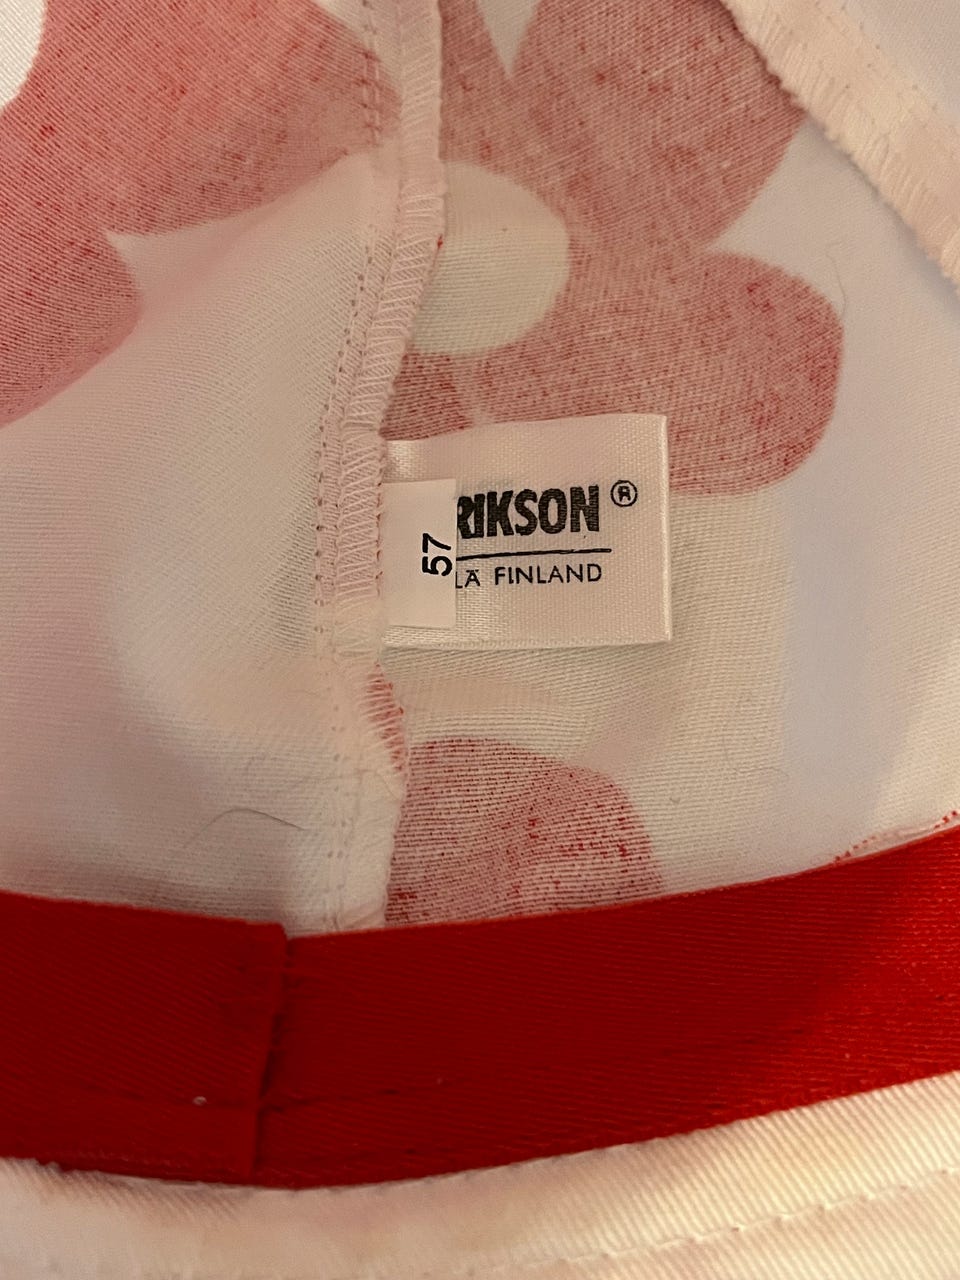 RIKSON ®
LÄ FINLAND
57